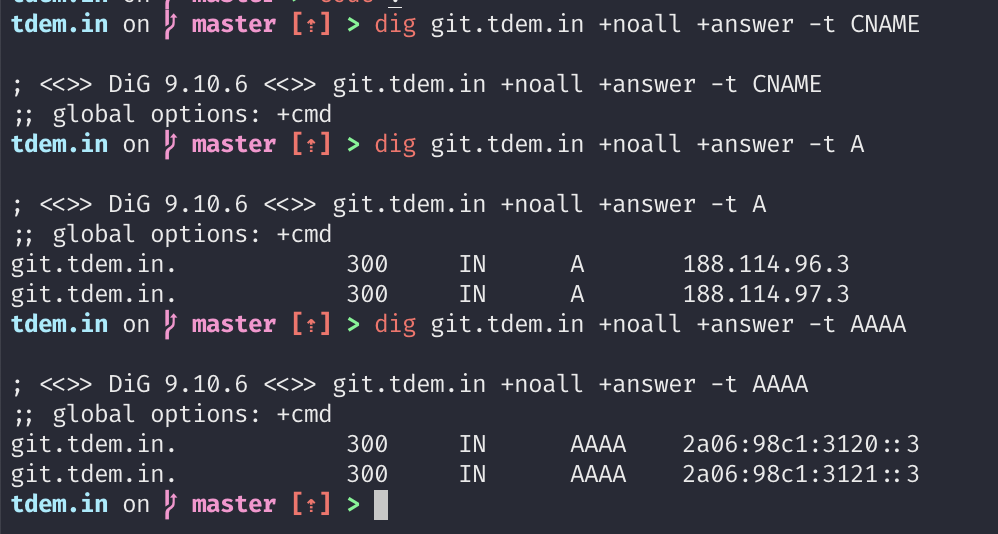 tdem.in on master [⇡] > dig git.tdem.in +noall +answer -t CNAME
; <<>> DiG 9.10.6 <<>> git.tdem.in +noall +answer -t CNAME
;; global options: +cmd
tdem.in on master [⇡] > dig git.tdem.in +noall +answer -t A
; <<>> DiG 9.10.6 <<>> git.tdem.in +noall +answer -t A
;; global options: +cmd
git.tdem.in. 300 IN A 188.114.96.3
git.tdem.in. 300 IN A 188.114.97.3
tdem.in on master [⇡] > dig git.tdem.in +noall +answer -t AAAA
; <<>> DiG 9.10.6 <<>> git.tdem.in +noall +answer -t AAAA
;; global options: +cmd
git.tdem.in. 300 IN AAAA 2a06:98c1:3120::3
git.tdem.in. 300 IN AAAA 2a06:98c1:3121::3
tdem.in on master [⇡] >